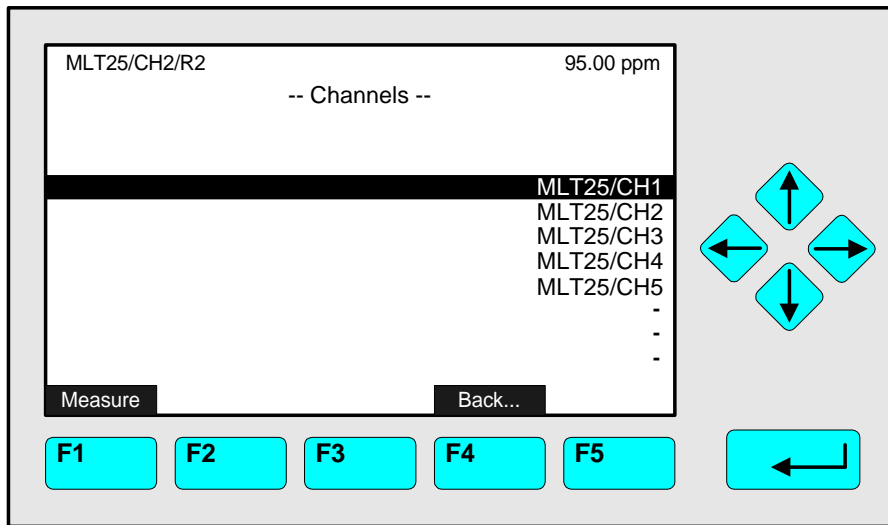 MLT25/CH2/R2 95.00 ppm
-- Channels --
MLT25/CH1
MLT25/CH2
MLT25/CH3
MLT25/CH4
MLT25/CH5
-
-
-
Measure Back...
F1 F2 F3 F4 F5